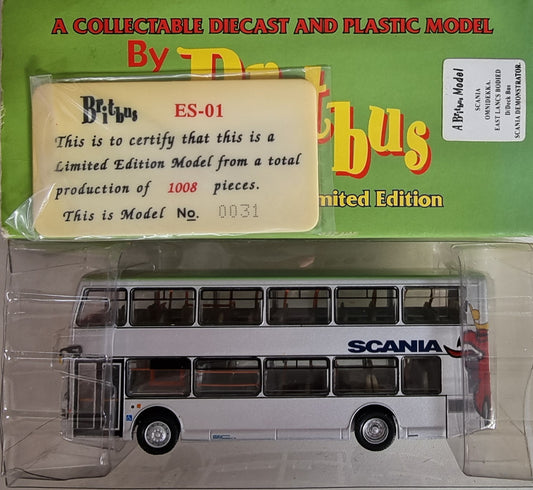 A COLLECTABLE DIECAST AND PLASTIC MODEL
By Britbus
Limited Edition
Britbus ES-01
This is to certify that this is a
Limited Edition Model from a total
production of 1008 pieces.
This is Model No. 0031
A Britbus Model
SCANIA
OMNIDEKKA.
EAST LANCS BODIED
D/Deck Bus
SCANIA DEMONSTRATOR.
SCANIA